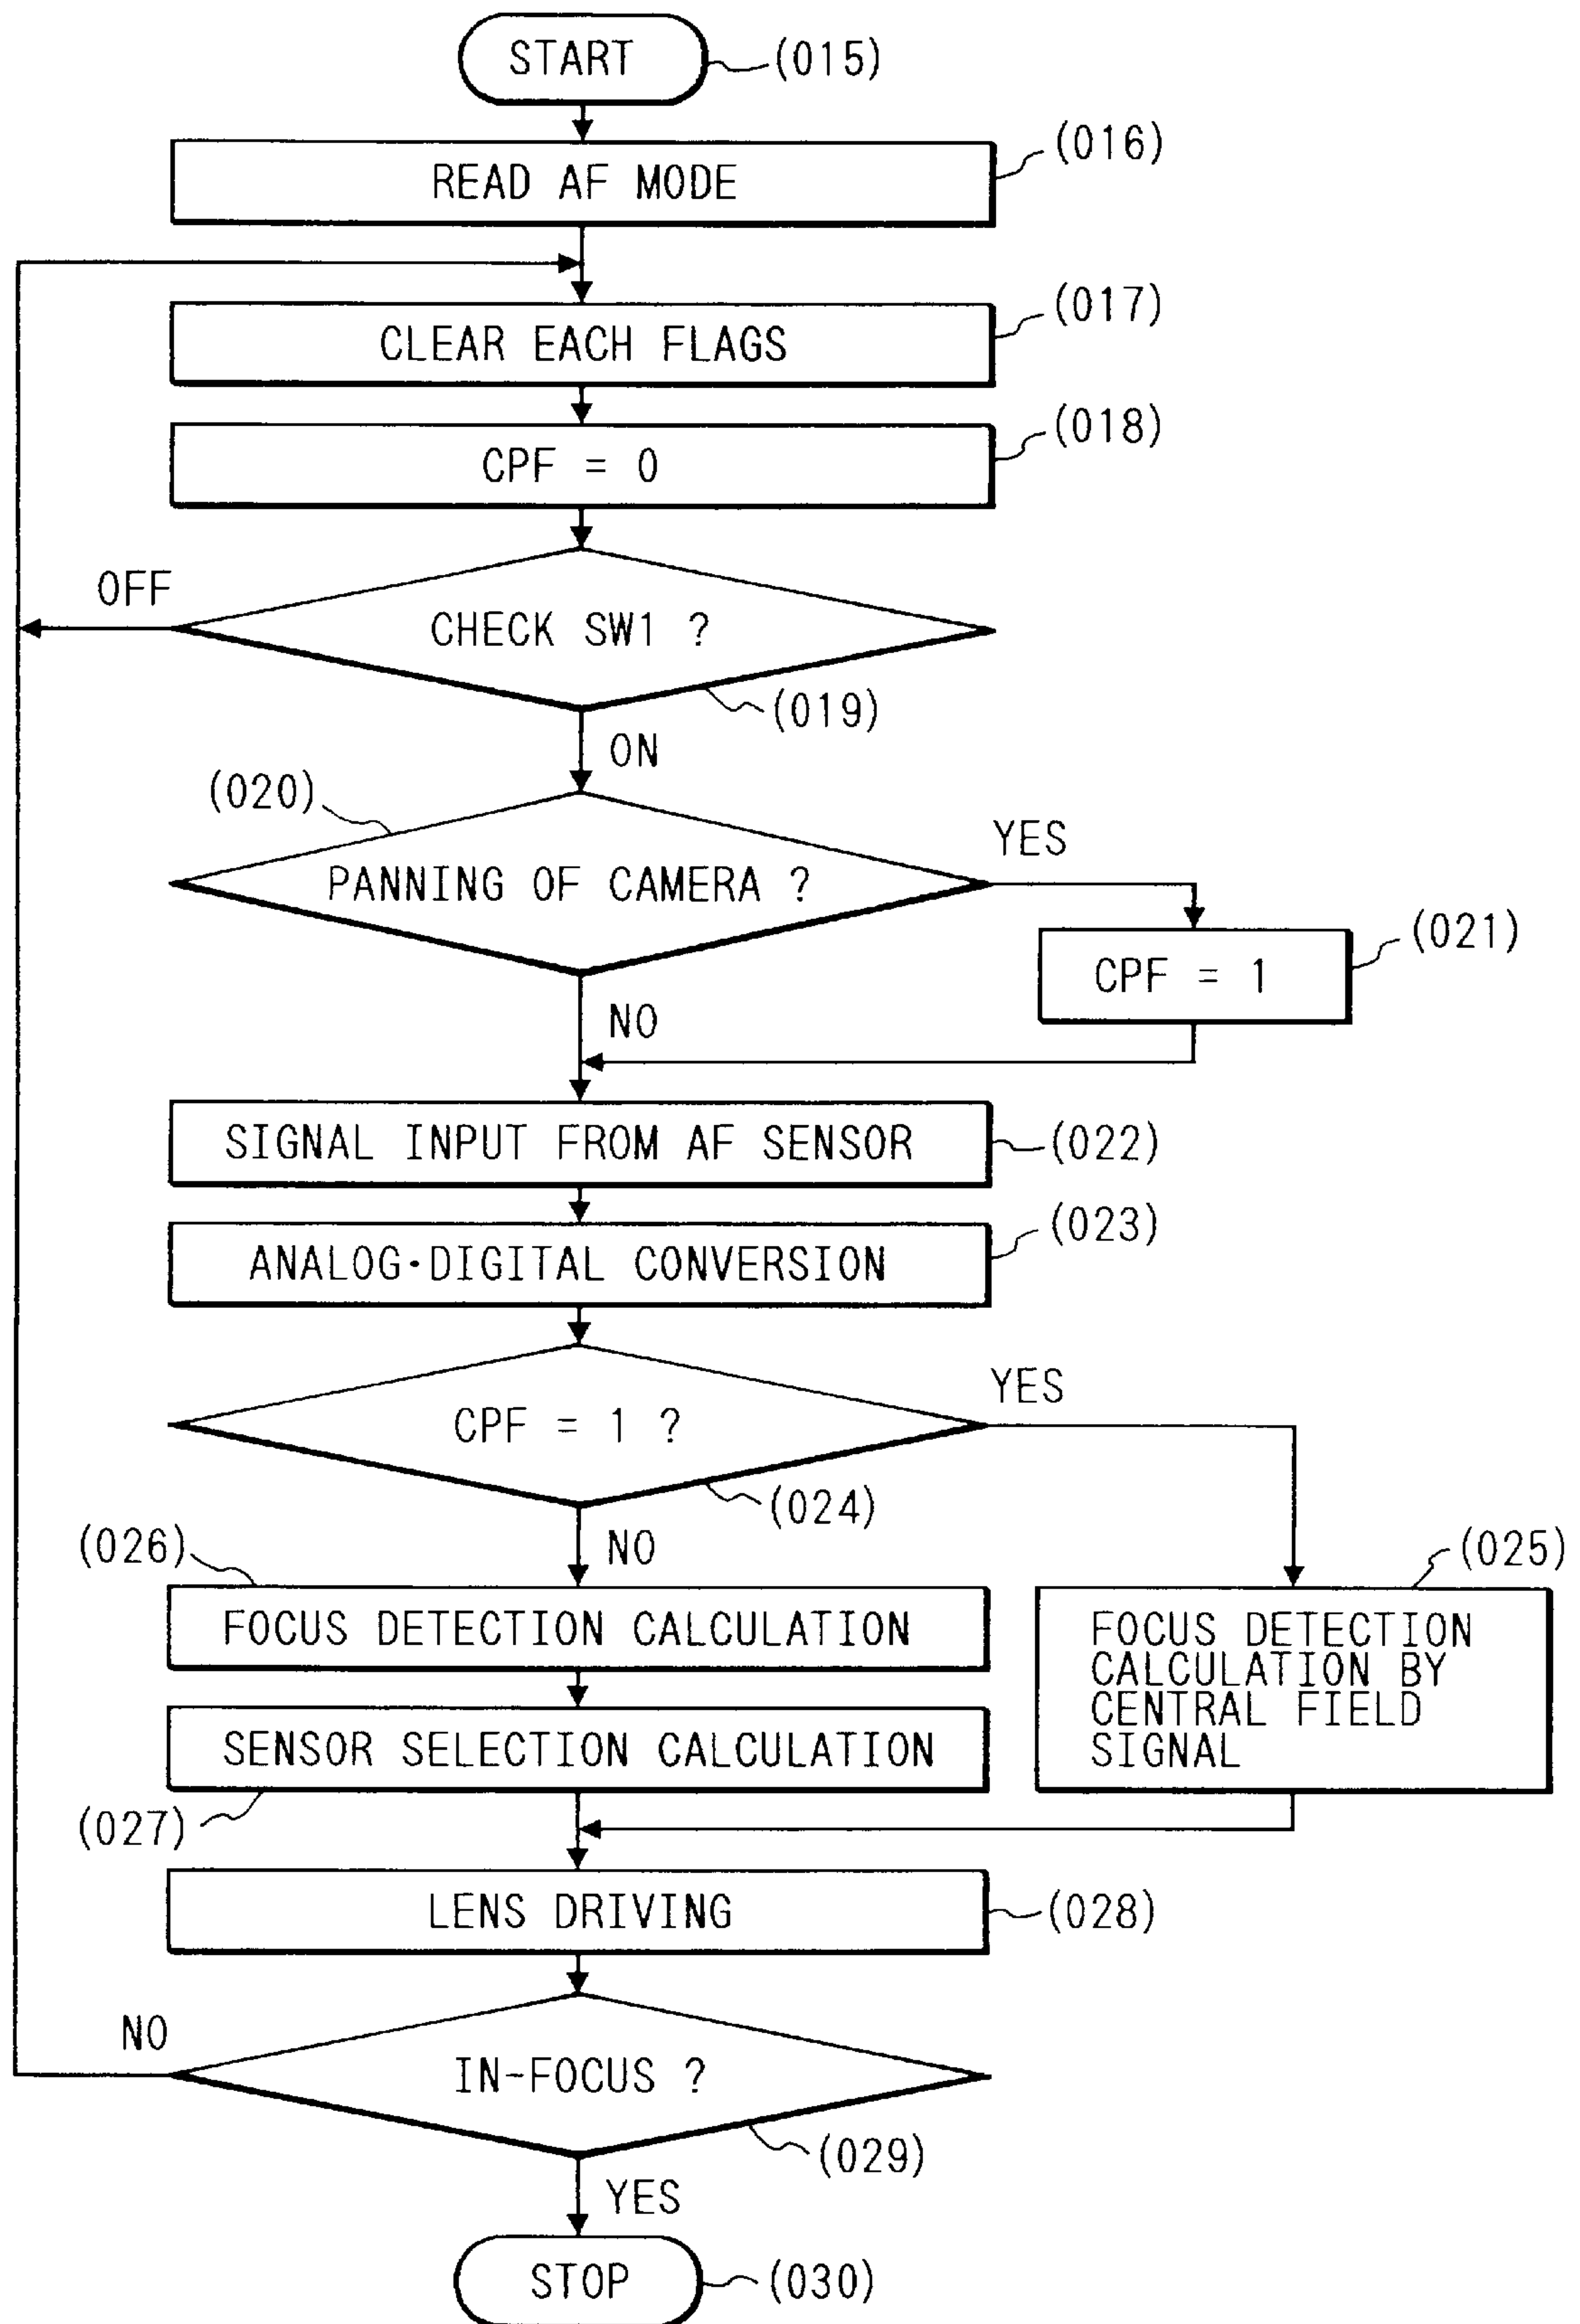 START
(015)
READ AF MODE
(016)
CLEAR EACH FLAGS
(017)
CPF = 0
(018)
OFF
CHECK SW1 ?
(019)
ON
(020)
PANNING OF CAMERA ?
YES
CPF = 1
(021)
NO
SIGNAL INPUT FROM AF SENSOR
(022)
ANALOG·DIGITAL CONVERSION
(023)
CPF = 1 ?
YES
(024)
NO
(026)
FOCUS DETECTION CALCULATION
(025)
FOCUS DETECTION
CALCULATION BY
CENTRAL FIELD
SIGNAL
SENSOR SELECTION CALCULATION
(027)
LENS DRIVING
(028)
NO
IN-FOCUS ?
(029)
YES
STOP
(030)